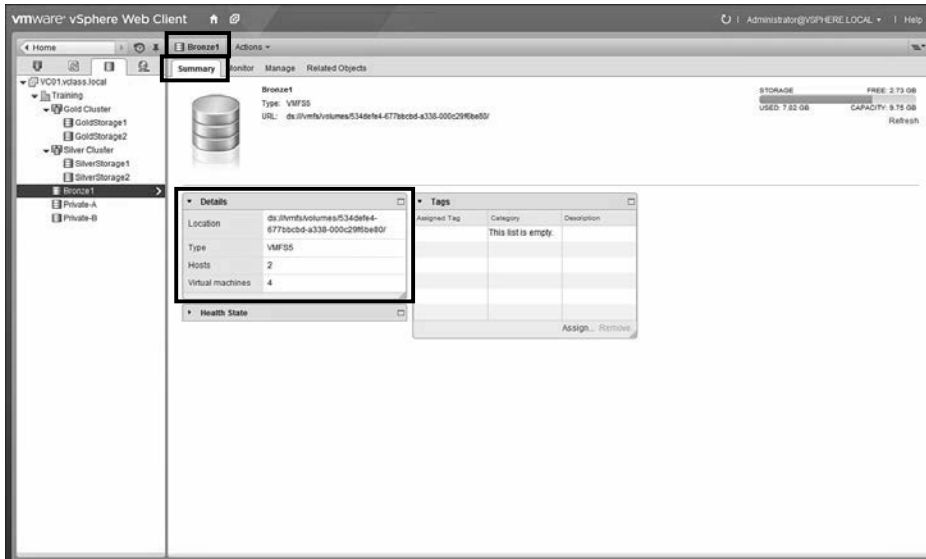 vmware® vSphere Web Client
Administrator@VSPHERE.LOCAL
Help
Home
Bronze1
Actions
Summary
Monitor
Manage
Related Objects
VC01.vclass.local
Training
Gold Cluster
GoldStorage1
GoldStorage2
Silver Cluster
SilverStorage1
SilverStorage2
Bronze1
Private-A
Private-B
Bronze1
Type: VMFS5
URL: ds:///vmfs/volumes/534defe4-677bbcbd-a338-000c29f6be80/
STORAGE
FREE: 2.73 GB
USED: 7.02 GB
CAPACITY: 9.75 GB
Refresh
Details
Location
ds:///vmfs/volumes/534defe4-
677bbcbd-a338-000c29f6be80/
Type
VMFS5
Hosts
2
Virtual machines
4
Health State
Tags
Assigned Tag
Category
Description
This list is empty.
Assign...
Remove